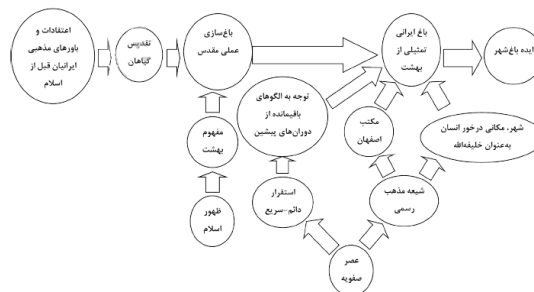 اعتقادات و
باورهای مذهبی
ایرانیان قبل از
اسلام
تقدیس
گیاهان
باغ‌سازی
عملی مقدس
باغ ایرانی
تمثیلی از
بهشت
ایده باغ‌شهر
مفهوم
بهشت
ظهور
اسلام
توجه به الگوهای
باقیمانده از
دوران‌های پیشین
استقرار
دائم-سریع
مکتب
اصفهان
شهر، مکانی درخور انسان
به‌عنوان خلیفه‌الله
شیعه مذهب
رسمی
عصر
صفویه